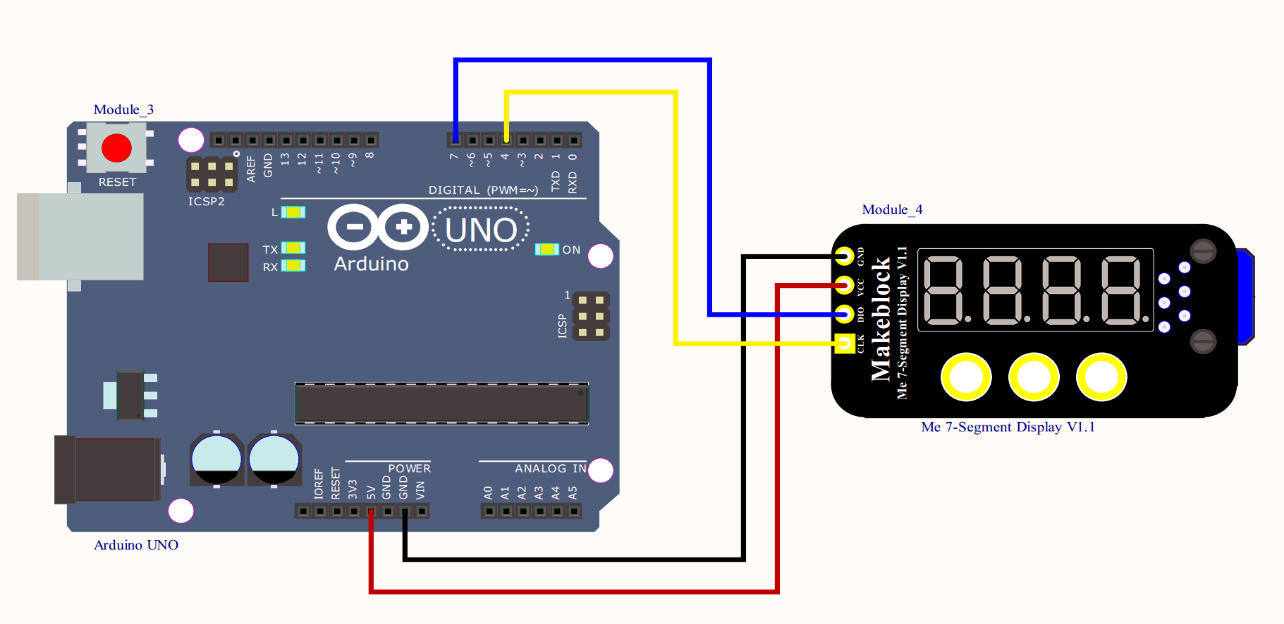 Module_3
RESET
ICSP2
AREF
GND
13
12
~11
~10
~9
8
7
~6
~5
4
~3
2
TXD 1
RXD 0
DIGITAL (PWM=~)
L
TX
RX
UNO
ON
Arduino
1
ICSP
POWER
ANALOG IN
IOREF
RESET
3V3
5V
GND
GND
VIN
A0
A1
A2
A3
A4
A5
Arduino UNO
Module_4
GND
VCC
DIO
CLK
Makeblock
Me 7-Segment Display V1.1
Me 7-Segment Display V1.1